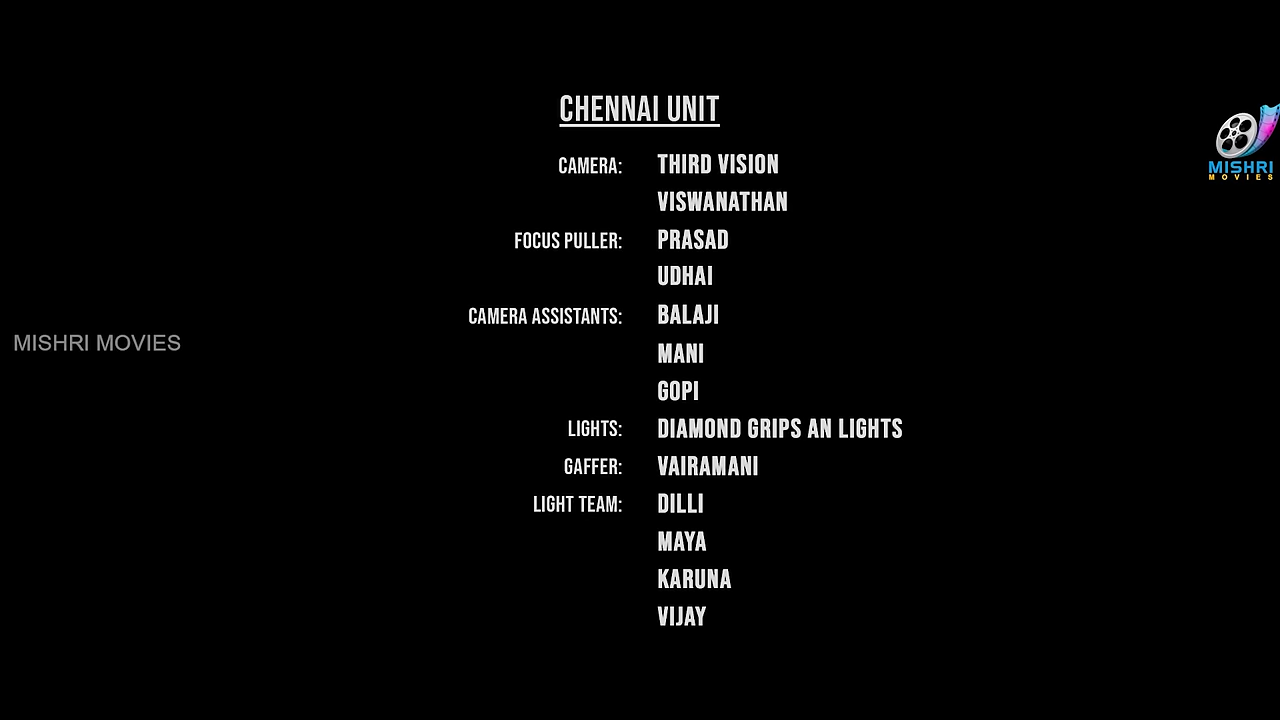 CHENNAI UNIT
CAMERA: THIRD VISION
VISWANATHAN
FOCUS PULLER: PRASAD
UDHAI
CAMERA ASSISTANTS: BALAJI
MANI
GOPI
LIGHTS: DIAMOND GRIPS AN LIGHTS
GAFFER: VAIRAMANI
LIGHT TEAM: DILLI
MAYA
KARUNA
VIJAY
MISHRI MOVIES
MISHRI
MOVIES